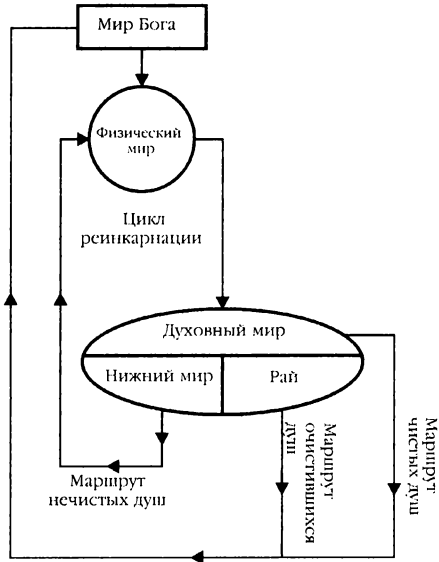 Мир Бога
Физический
мир
Цикл
реинкарнации
Духовный мир
Нижний мир
Рай
Маршрут
нечистых душ
Маршрут
очистившихся
душ
Маршрут
чистых душ